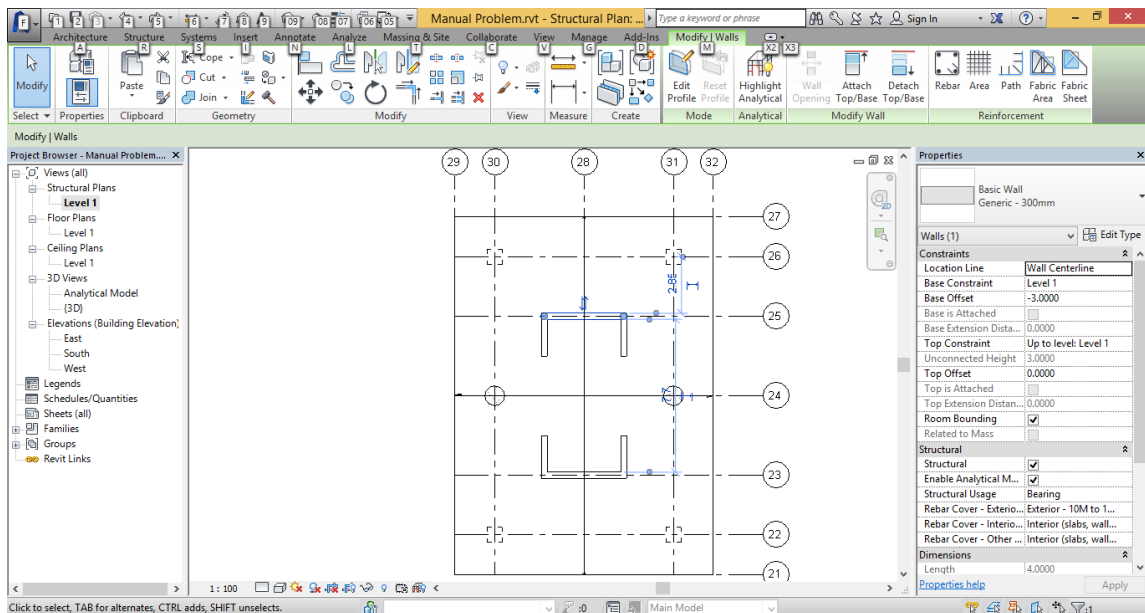 Manual Problem.rvt - Structural Plan: ...
Type a keyword or phrase
Sign In
Architecture Structure Systems Insert Annotate Analyze Massing & Site Collaborate View Manage Add-Ins Modify | Walls
A R S I N L T C V G D M X2 X3
Modify
Paste
Cope
Cut
Join
Edit Profile
Reset Profile
Highlight Analytical
Wall Opening
Attach Top/Base
Detach Top/Base
Rebar
Area
Path
Fabric Area
Fabric Sheet
Select Properties Clipboard Geometry Modify View Measure Create Mode Analytical Modify Wall Reinforcement
Modify | Walls
Project Browser - Manual Problem....
Views (all)
Structural Plans
Level 1
Floor Plans
Level 1
Ceiling Plans
Level 1
3D Views
Analytical Model
{3D}
Elevations (Building Elevation)
East
South
West
Legends
Schedules/Quantities
Sheets (all)
Families
Groups
Revit Links
29 30 28 31 32
27
26
2.86
25
24
23
22
21
2D
Properties
Basic Wall
Generic - 300mm
Walls (1) Edit Type
Constraints
Location Line Wall Centerline
Base Constraint Level 1
Base Offset -3.0000
Base is Attached
Base Extension Dista... 0.0000
Top Constraint Up to level: Level 1
Unconnected Height 3.0000
Top Offset 0.0000
Top is Attached
Top Extension Distan... 0.0000
Room Bounding
Related to Mass
Structural
Structural
Enable Analytical M...
Structural Usage Bearing
Rebar Cover - Exterio... Exterior - 10M to 1...
Rebar Cover - Interio... Interior (slabs, wall...
Rebar Cover - Other ... Interior (slabs, wall...
Dimensions
Length 4.0000
Properties help Apply
1 : 100
Click to select, TAB for alternates, CTRL adds, SHIFT unselects.
:0
Main Model
:1